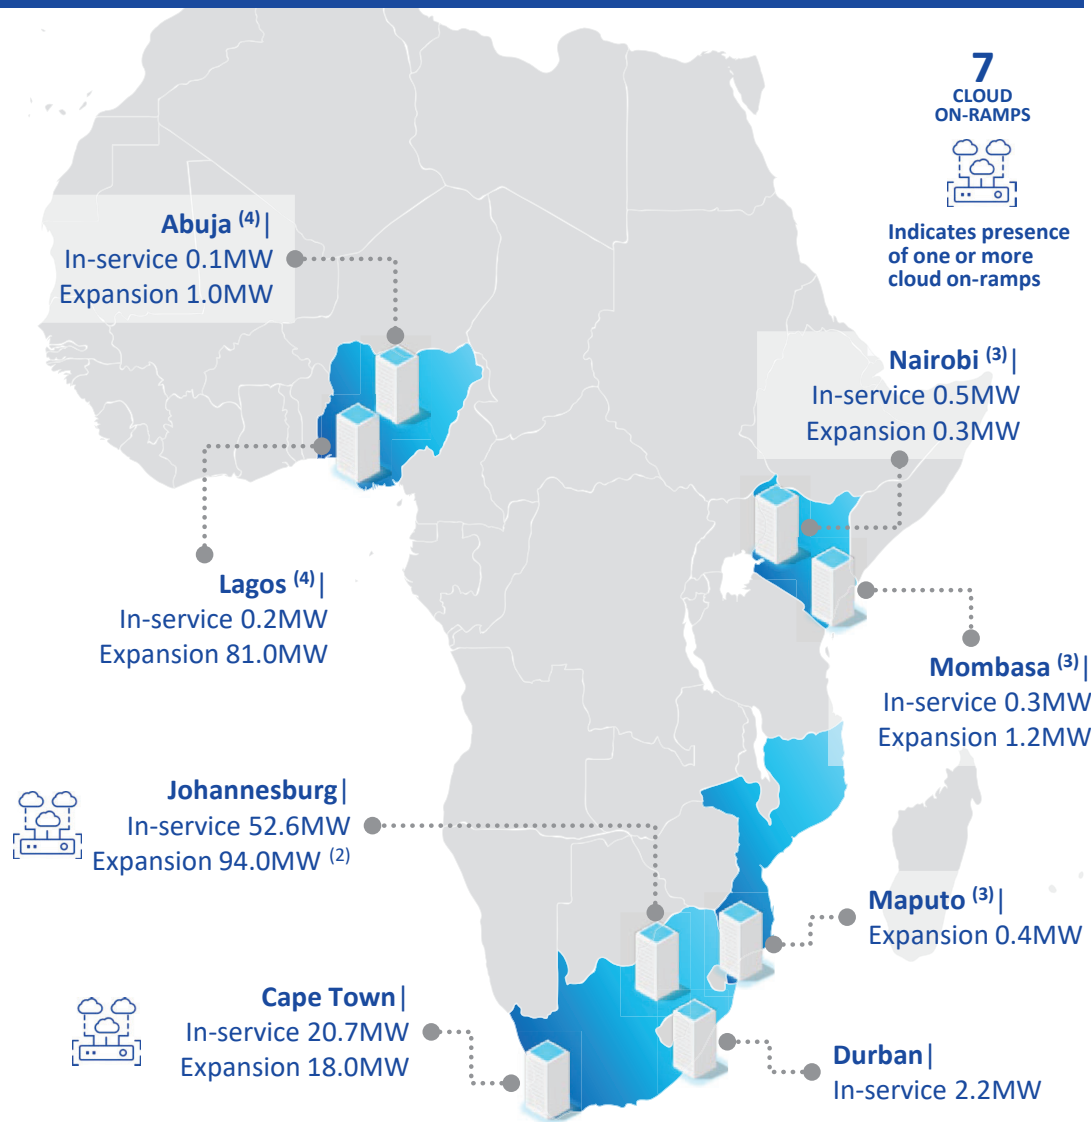 7
CLOUD
ON-RAMPS
Indicates presence
of one or more
cloud on-ramps
Abuja (4)|
In-service 0.1MW
Expansion 1.0MW
Nairobi (3)|
In-service 0.5MW
Expansion 0.3MW
Lagos (4)|
In-service 0.2MW
Expansion 81.0MW
Mombasa (3)|
In-service 0.3MW
Expansion 1.2MW
Johannesburg|
In-service 52.6MW
Expansion 94.0MW (2)
Maputo (3)|
Expansion 0.4MW
Cape Town|
In-service 20.7MW
Expansion 18.0MW
Durban|
In-service 2.2MW